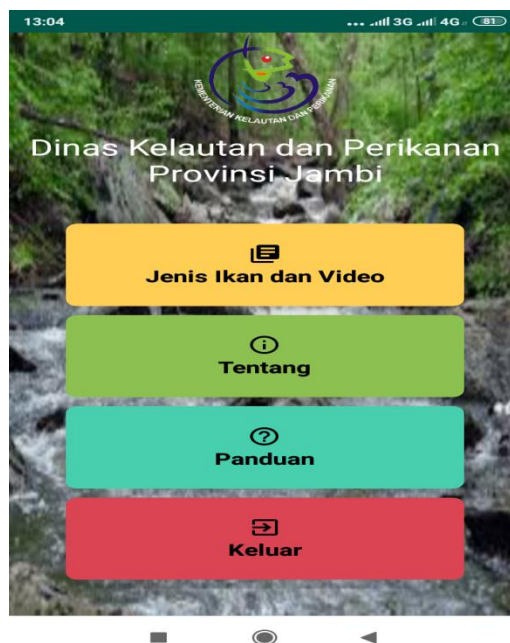 13:04
3G 4G 81
KEMENTERIAN KELAUTAN DAN PERIKANAN
Dinas Kelautan dan Perikanan
Provinsi Jambi
Jenis Ikan dan Video
Tentang
Panduan
Keluar